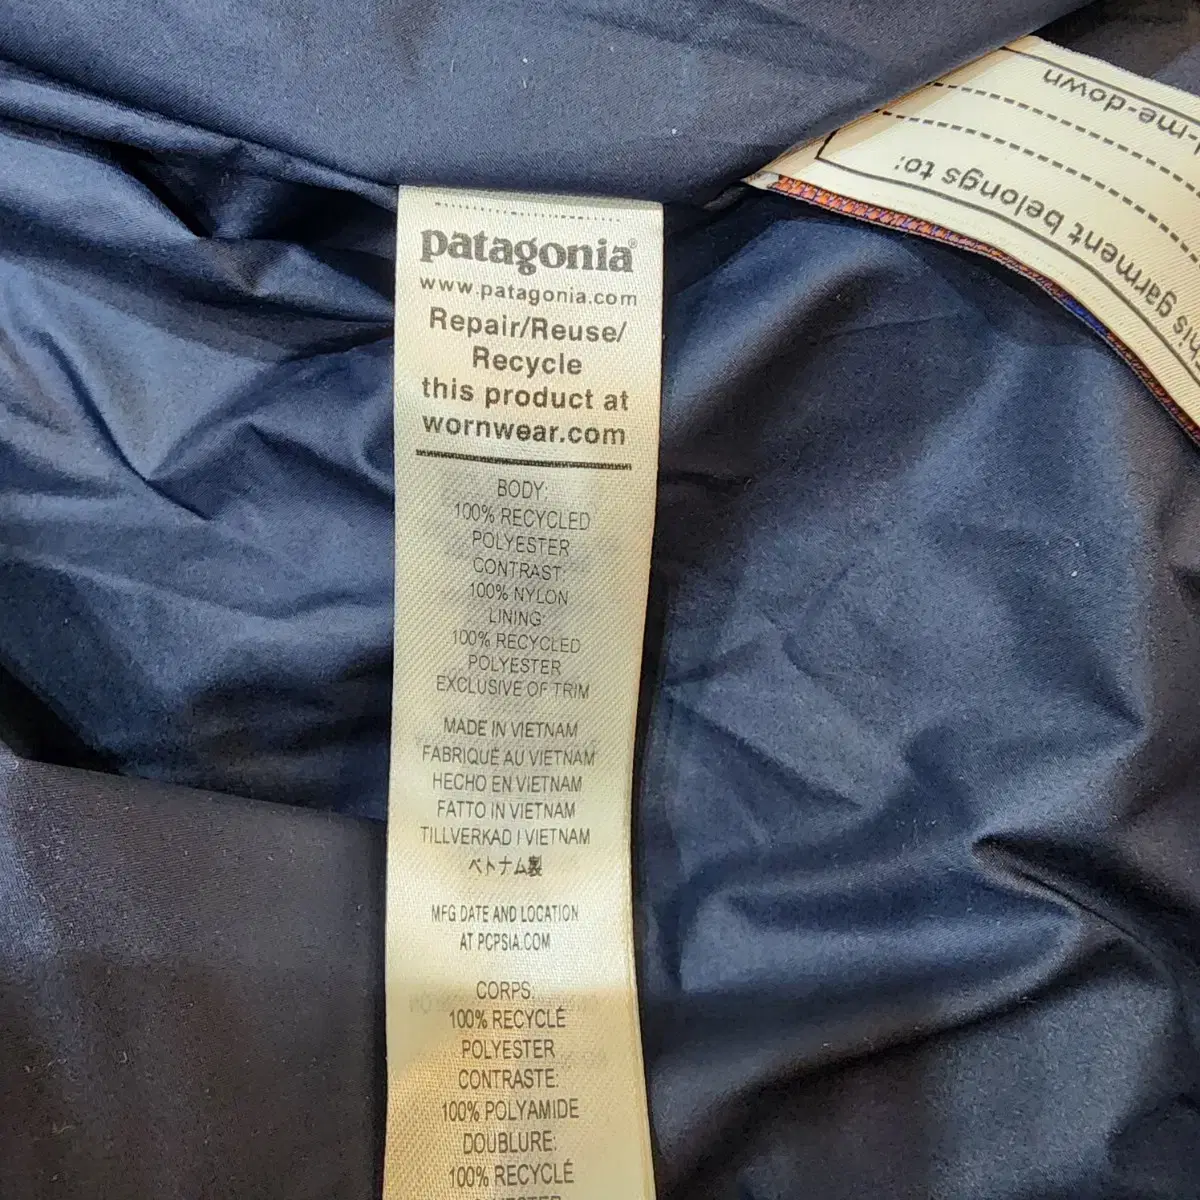 patagonia®
www.patagonia.com
Repair/Reuse/
Recycle
this product at
wornwear.com
BODY:
100% RECYCLED
POLYESTER
CONTRAST:
100% NYLON
LINING:
100% RECYCLED
POLYESTER
EXCLUSIVE OF TRIM
MADE IN VIETNAM
FABRIQUÉ AU VIETNAM
HECHO EN VIETNAM
FATTO IN VIETNAM
TILLVERKAD I VIETNAM
ベトナム製
MFG DATE AND LOCATION
AT PCPSIA.COM
CORPS:
100% RECYCLÉ
POLYESTER
CONTRASTE:
100% POLYAMIDE
DOUBLURE:
100% RECYCLÉ
garment belongs to:
me-down